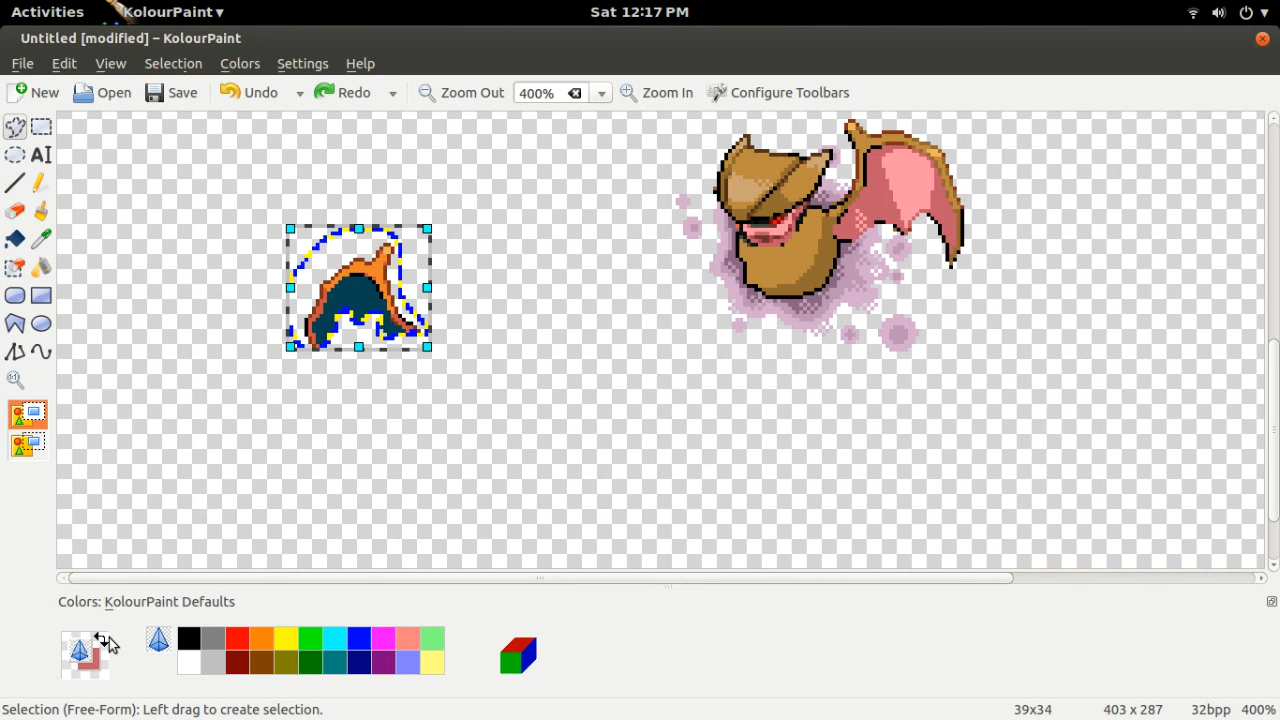 Activities KolourPaint Sat 12:17 PM
Untitled [modified] – KolourPaint
File Edit View Selection Colors Settings Help
New Open Save Undo Redo Zoom Out 400% Zoom In Configure Toolbars
Colors: KolourPaint Defaults
Selection (Free-Form): Left drag to create selection. 39x34 403 x 287 32bpp 400%